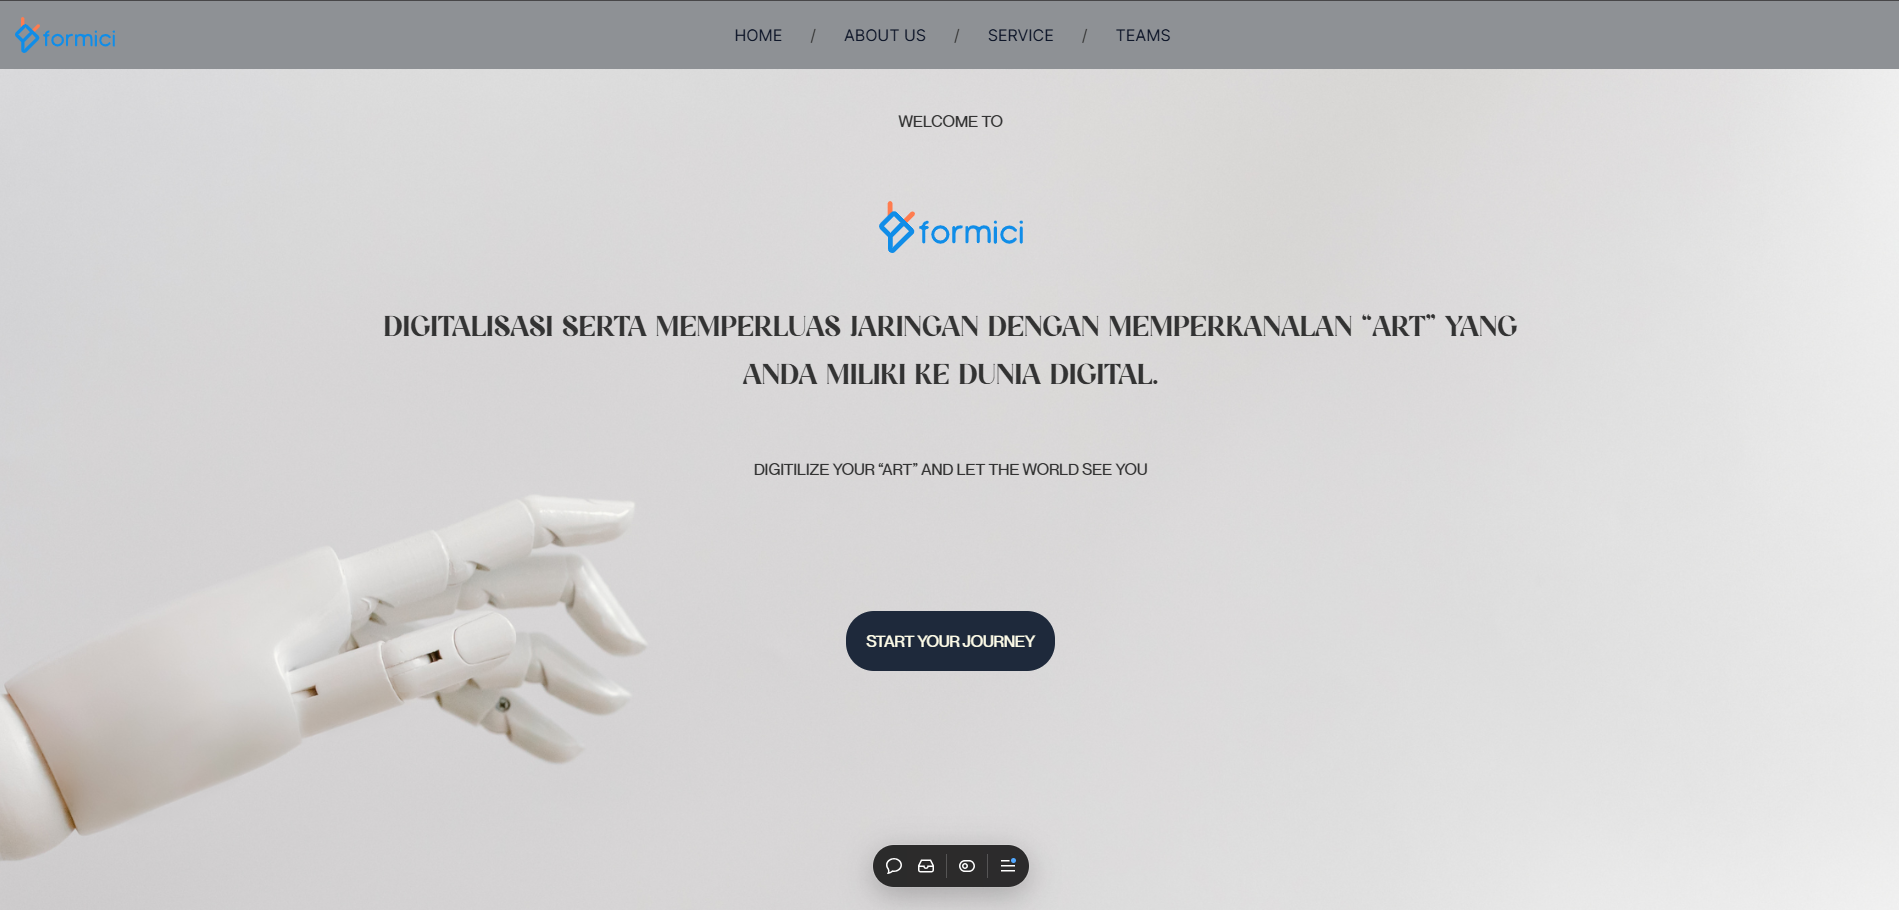 formici
HOME / ABOUT US / SERVICE / TEAMS
WELCOME TO
formici
DIGITALISASI SERTA MEMPERLUAS JARINGAN DENGAN MEMPERKANALAN “ART” YANG
ANDA MILIKI KE DUNIA DIGITAL.
DIGITILIZE YOUR “ART” AND LET THE WORLD SEE YOU
START YOUR JOURNEY